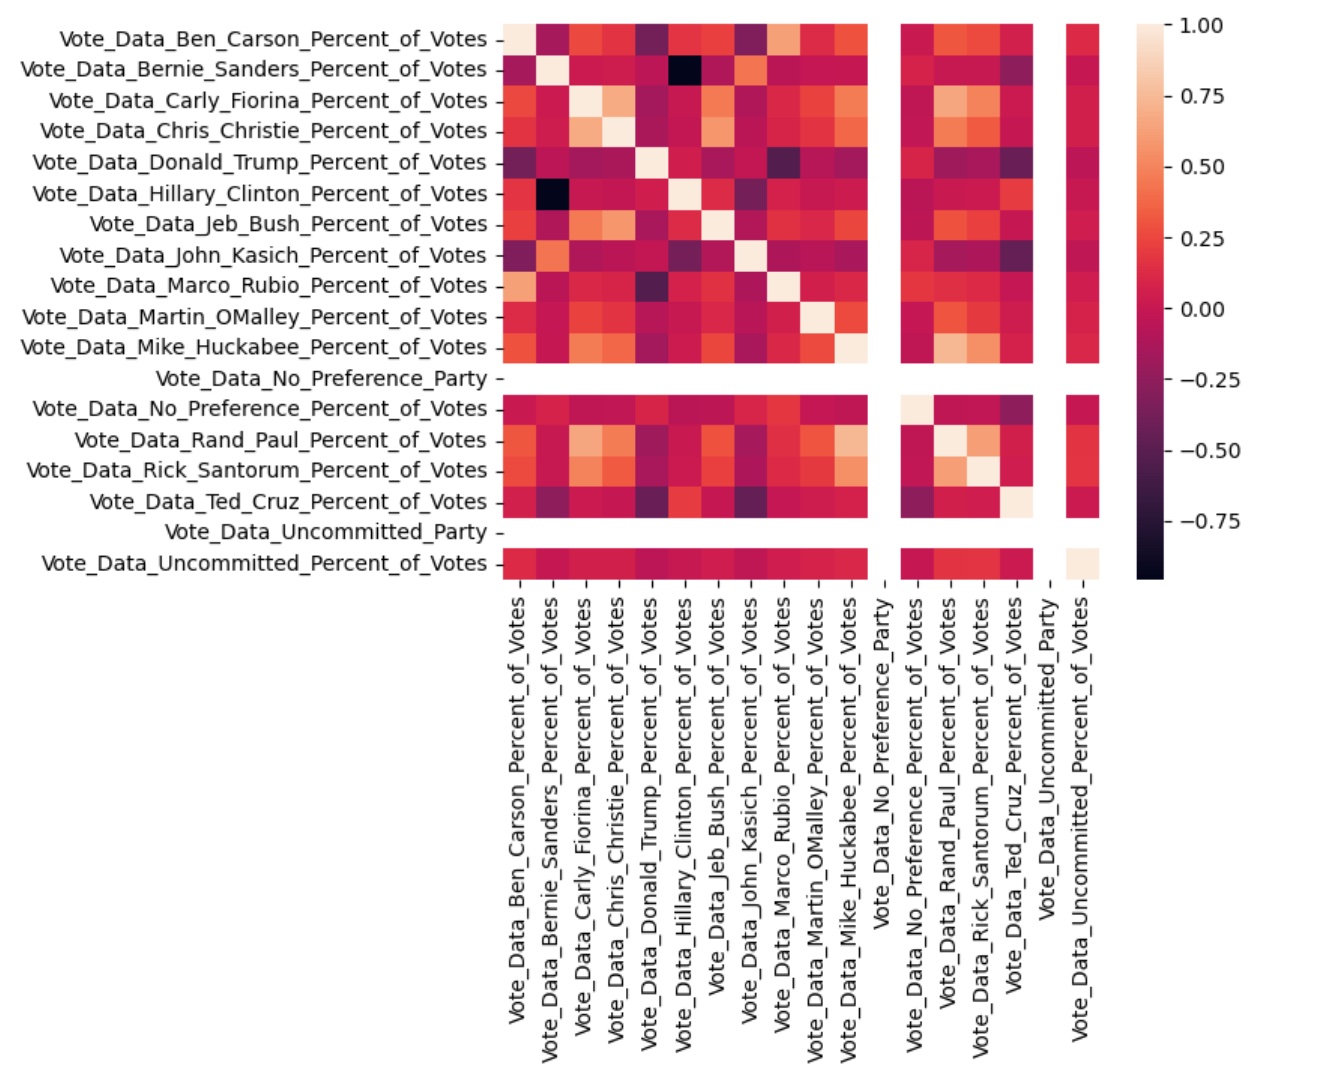 Vote_Data_Ben_Carson_Percent_of_Votes
Vote_Data_Bernie_Sanders_Percent_of_Votes
Vote_Data_Carly_Fiorina_Percent_of_Votes
Vote_Data_Chris_Christie_Percent_of_Votes
Vote_Data_Donald_Trump_Percent_of_Votes
Vote_Data_Hillary_Clinton_Percent_of_Votes
Vote_Data_Jeb_Bush_Percent_of_Votes
Vote_Data_John_Kasich_Percent_of_Votes
Vote_Data_Marco_Rubio_Percent_of_Votes
Vote_Data_Martin_OMalley_Percent_of_Votes
Vote_Data_Mike_Huckabee_Percent_of_Votes
Vote_Data_No_Preference_Party
Vote_Data_No_Preference_Percent_of_Votes
Vote_Data_Rand_Paul_Percent_of_Votes
Vote_Data_Rick_Santorum_Percent_of_Votes
Vote_Data_Ted_Cruz_Percent_of_Votes
Vote_Data_Uncommitted_Party
Vote_Data_Uncommitted_Percent_of_Votes
Vote_Data_Ben_Carson_Percent_of_Votes
Vote_Data_Bernie_Sanders_Percent_of_Votes
Vote_Data_Carly_Fiorina_Percent_of_Votes
Vote_Data_Chris_Christie_Percent_of_Votes
Vote_Data_Donald_Trump_Percent_of_Votes
Vote_Data_Hillary_Clinton_Percent_of_Votes
Vote_Data_Jeb_Bush_Percent_of_Votes
Vote_Data_John_Kasich_Percent_of_Votes
Vote_Data_Marco_Rubio_Percent_of_Votes
Vote_Data_Martin_OMalley_Percent_of_Votes
Vote_Data_Mike_Huckabee_Percent_of_Votes
Vote_Data_No_Preference_Party
Vote_Data_No_Preference_Percent_of_Votes
Vote_Data_Rand_Paul_Percent_of_Votes
Vote_Data_Rick_Santorum_Percent_of_Votes
Vote_Data_Ted_Cruz_Percent_of_Votes
Vote_Data_Uncommitted_Party
Vote_Data_Uncommitted_Percent_of_Votes
1.00
0.75
0.50
0.25
0.00
−0.25
−0.50
−0.75